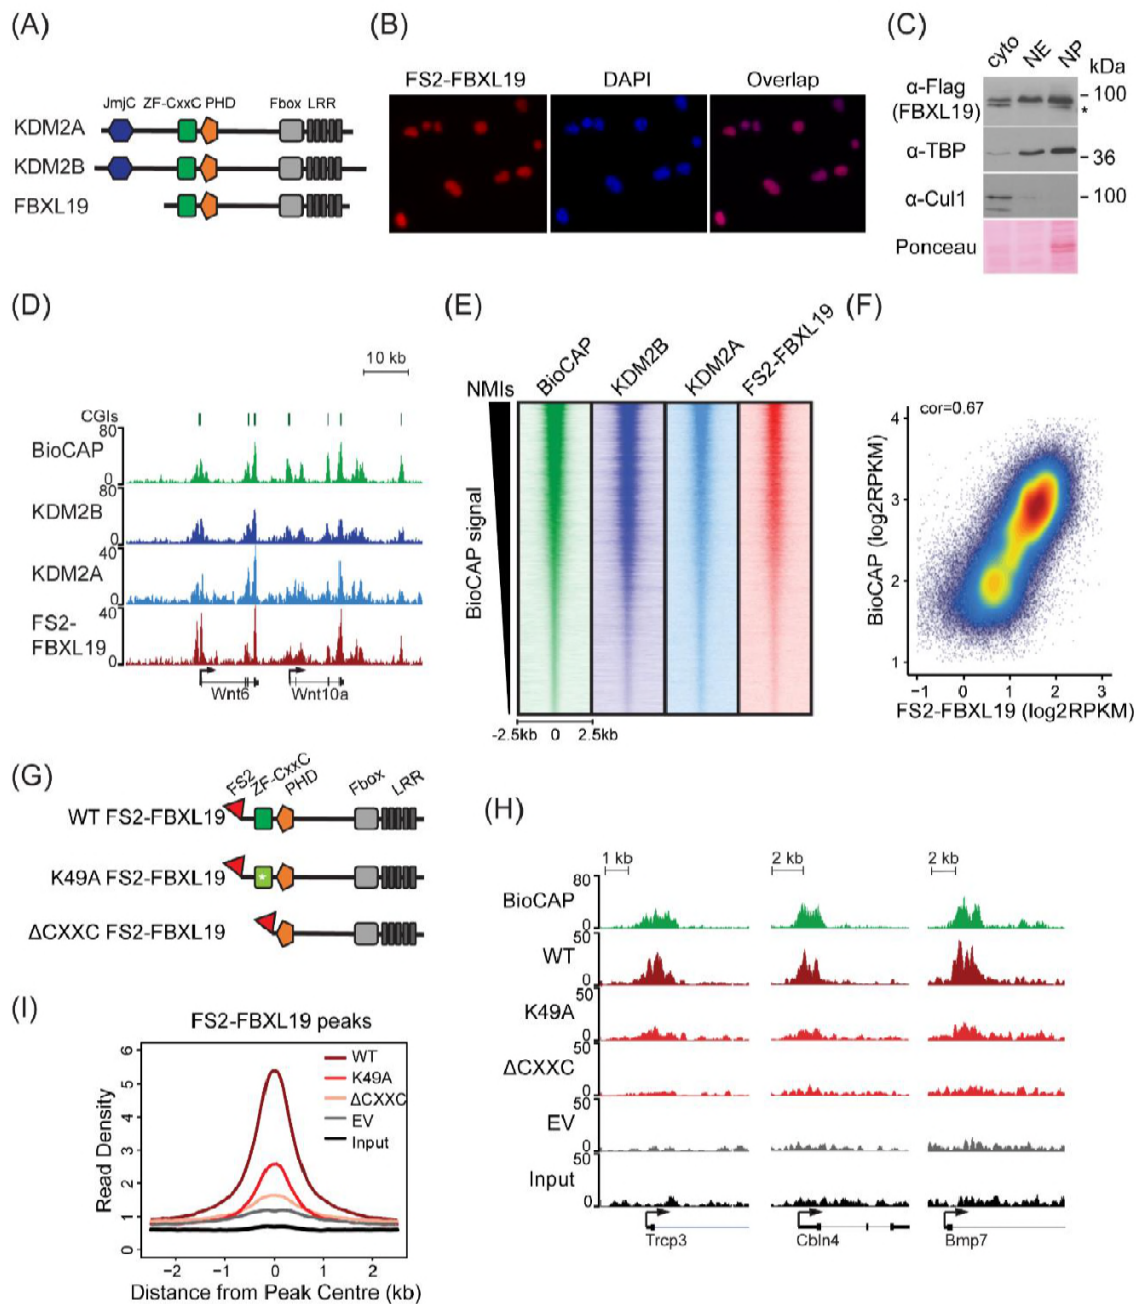 (A)
JmjC ZF-CxxC PHD Fbox LRR
KDM2A
KDM2B
FBXL19
(B)
FS2-FBXL19 DAPI Overlap
(C)
cyto NE NP kDa
α-Flag
(FBXL19)
100
*
α-TBP
36
α-Cul1
100
Ponceau
(D)
10 kb
CGIs
80
BioCAP
0
80
KDM2B
0
40
KDM2A
0
40
FS2-
FBXL19
0
Wnt6 Wnt10a
(E)
BioCAP KDM2B KDM2A FS2-FBXL19
NMIs
BioCAP signal
-2.5kb 0 2.5kb
(F)
cor=0.67
BioCAP (log2RPKM)
4
3
2
1
-1 0 1 2 3
FS2-FBXL19 (log2RPKM)
(G)
FS2 ZF-CxxC PHD Fbox LRR
WT FS2-FBXL19
K49A FS2-FBXL19
ΔCXXC FS2-FBXL19
(H)
1 kb 2 kb 2 kb
80
BioCAP
0
50
WT
0
50
K49A
0
50
ΔCXXC
0
50
EV
0
50
Input
0
Trcp3 Cbln4 Bmp7
(I)
FS2-FBXL19 peaks
WT
K49A
ΔCXXC
EV
Input
Read Density
6
5
4
3
2
1
0
−2 −1 0 1 2
Distance from Peak Centre (kb)